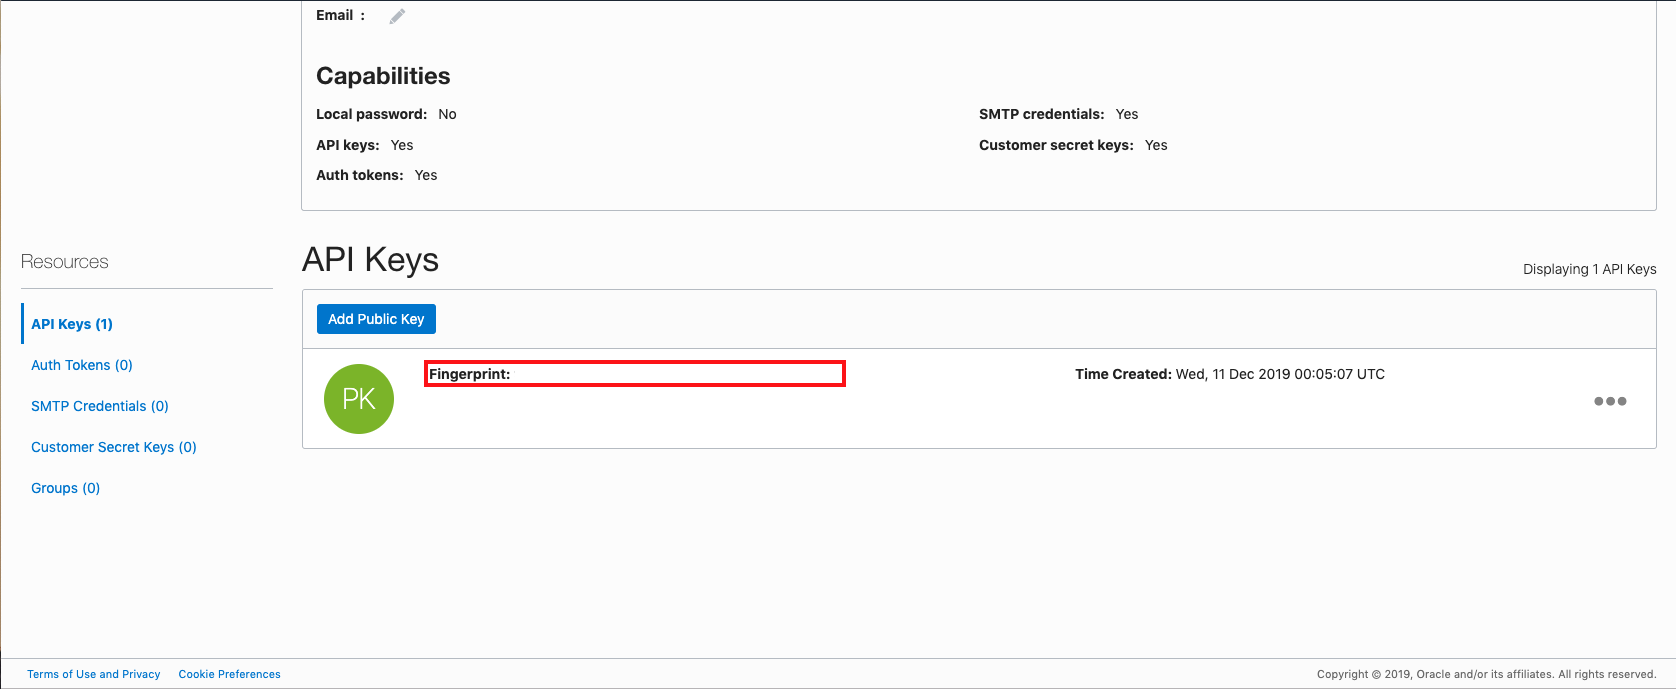 Email :
Capabilities
Local password: No
SMTP credentials: Yes
API keys: Yes
Customer secret keys: Yes
Auth tokens: Yes
Resources
API Keys (1)
Auth Tokens (0)
SMTP Credentials (0)
Customer Secret Keys (0)
Groups (0)
API Keys
Displaying 1 API Keys
Add Public Key
PK
Fingerprint:
Time Created: Wed, 11 Dec 2019 00:05:07 UTC
Terms of Use and Privacy
Cookie Preferences
Copyright © 2019, Oracle and/or its affiliates. All rights reserved.